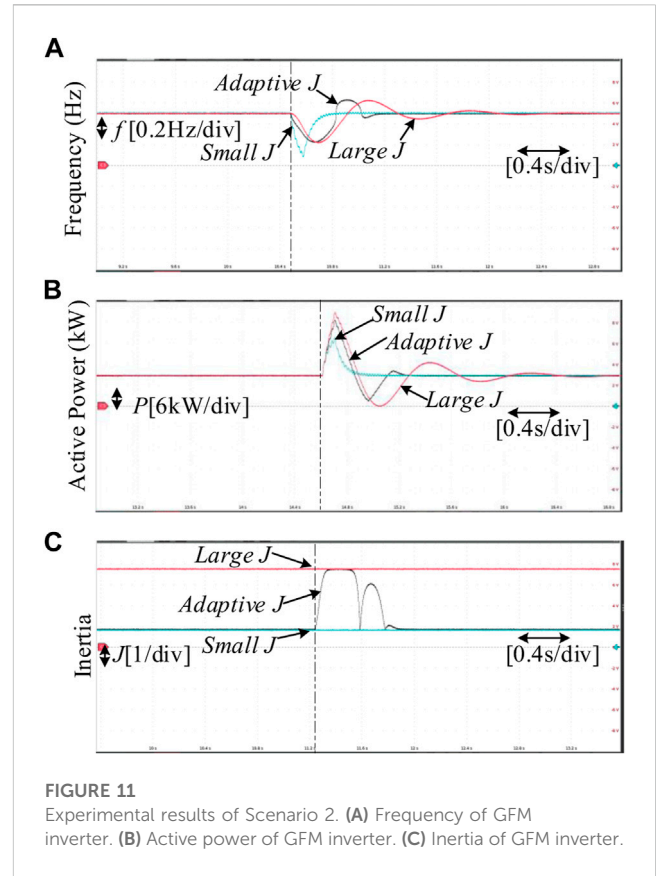 A
Frequency (Hz)
Adaptive J
f[0.2Hz/div]
Small J
Large J
[0.4s/div]
B
Active Power (kW)
Small J
Adaptive J
P[6kW/div]
Large J
[0.4s/div]
C
Inertia
Large J
Adaptive J
Small J
J[1/div]
[0.4s/div]
FIGURE 11
Experimental results of Scenario 2. (A) Frequency of GFM
inverter. (B) Active power of GFM inverter. (C) Inertia of GFM inverter.